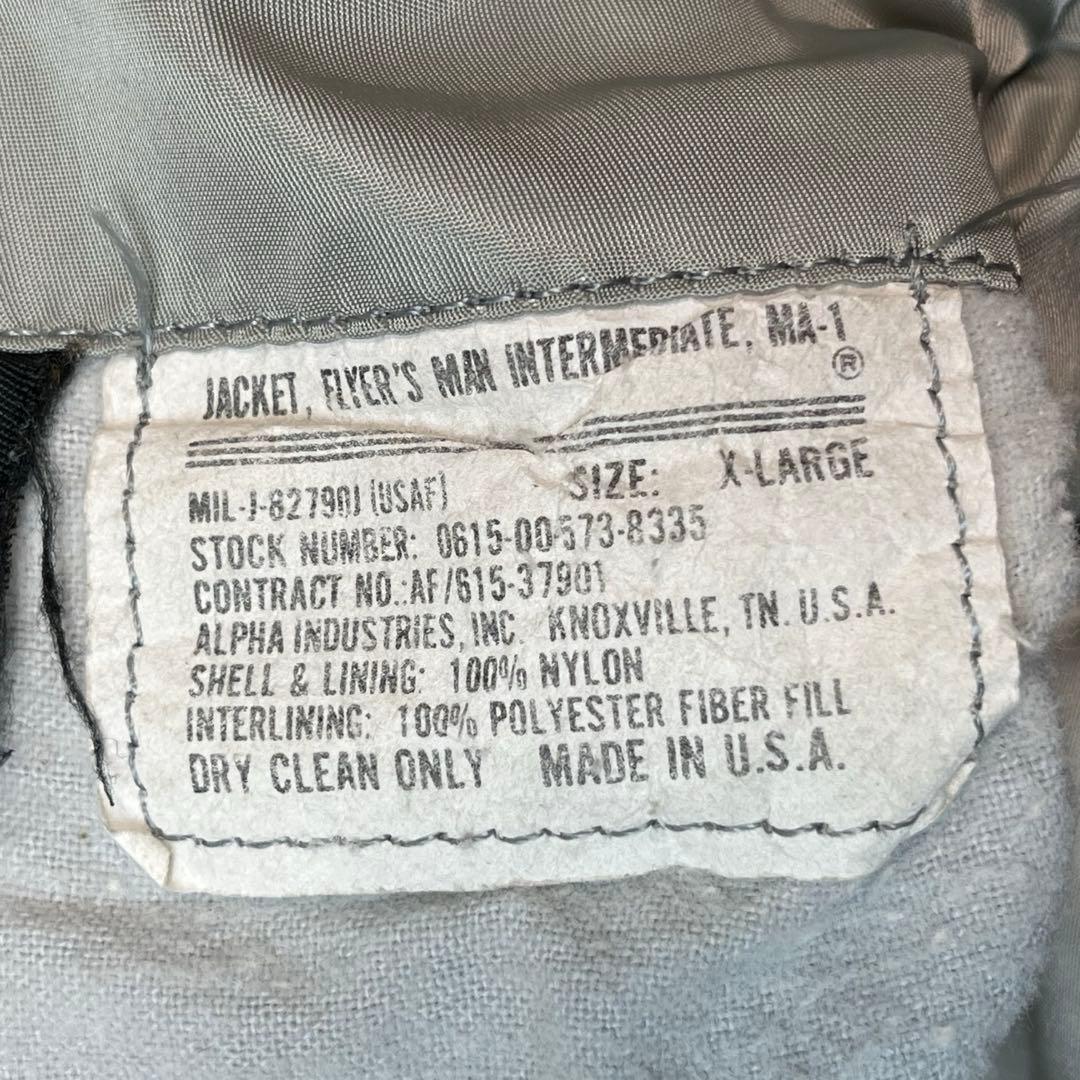 JACKET, FLYER'S MAN INTERMEDIATE, MA-1
®
MIL-J-82790J (USAF) SIZE: X-LARGE
STOCK NUMBER: 0615-00-573-8335
CONTRACT NO.:AF/615-37901
ALPHA INDUSTRIES, INC. KNOXVILLE, TN. U.S.A.
SHELL & LINING: 100% NYLON
INTERLINING: 100% POLYESTER FIBER FILL
DRY CLEAN ONLY MADE IN U.S.A.